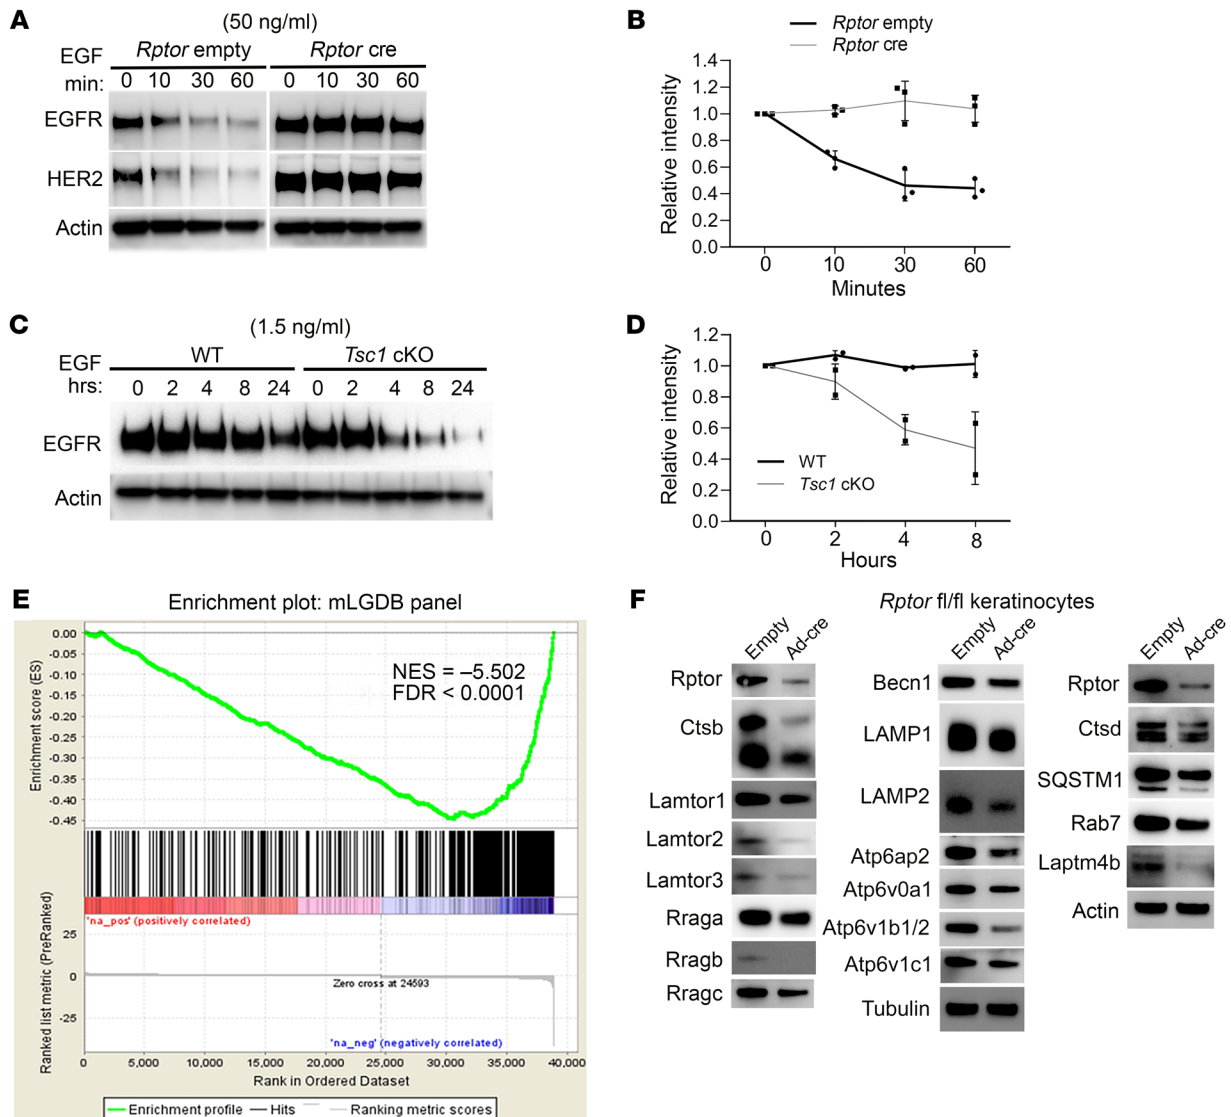 A
(50 ng/ml)
EGF
Rptor empty
Rptor cre
min:
0 10 30 60 0 10 30 60
EGFR
HER2
Actin
B
Rptor empty
Rptor cre
Relative intensity
1.4
1.2
1.0
0.8
0.6
0.4
0.2
0.0
0 10 30 60
Minutes
C
(1.5 ng/ml)
EGF
WT
Tsc1 cKO
hrs:
0 2 4 8 24 0 2 4 8 24
EGFR
Actin
D
Relative intensity
1.2
1.0
0.8
0.6
0.4
0.2
0.0
WT
Tsc1 cKO
0 2 4 8
Hours
E
Enrichment plot: mLGDB panel
Enrichment score (ES)
0.00
-0.05
-0.10
-0.15
-0.20
-0.25
-0.30
-0.35
-0.40
-0.45
NES = –5.502
FDR < 0.0001
'na_pos' (positively correlated)
Ranked list metric (PreRanked)
25
0
-25
Zero cross at 24593
'na_neg' (negatively correlated)
0 5,000 10,000 15,000 20,000 25,000 30,000 35,000 40,000
Rank in Ordered Dataset
Enrichment profile Hits Ranking metric scores
F
Rptor fl/fl keratinocytes
Empty
Ad-cre
Rptor
Ctsb
Lamtor1
Lamtor2
Lamtor3
Rraga
Rragb
Rragc
Empty
Ad-cre
Becn1
LAMP1
LAMP2
Atp6ap2
Atp6v0a1
Atp6v1b1/2
Atp6v1c1
Tubulin
Empty
Ad-cre
Rptor
Ctsd
SQSTM1
Rab7
Laptm4b
Actin